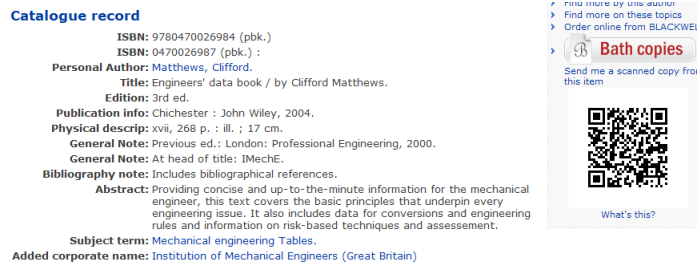 Catalogue record
ISBN: 9780470026984 (pbk.)
ISBN: 0470026987 (pbk.) :
Personal Author: Matthews, Clifford.
Title: Engineers' data book / by Clifford Matthews.
Edition: 3rd ed.
Publication info: Chichester : John Wiley, 2004.
Physical descrip: xvii, 268 p. : ill. ; 17 cm.
General Note: Previous ed.: London: Professional Engineering, 2000.
General Note: At head of title: IMechE.
Bibliography note: Includes bibliographical references.
Abstract: Providing concise and up-to-the-minute information for the mechanical
engineer, this text covers the basic principles that underpin every
engineering issue. It also includes data for conversions and engineering
rules and information on risk-based techniques and assessement.
Subject term: Mechanical engineering Tables.
Added corporate name: Institution of Mechanical Engineers (Great Britain)
Find more by this author
Find more on these topics
Order online from BLACKWEL
B Bath copies
Send me a scanned copy from
this item
What's this?